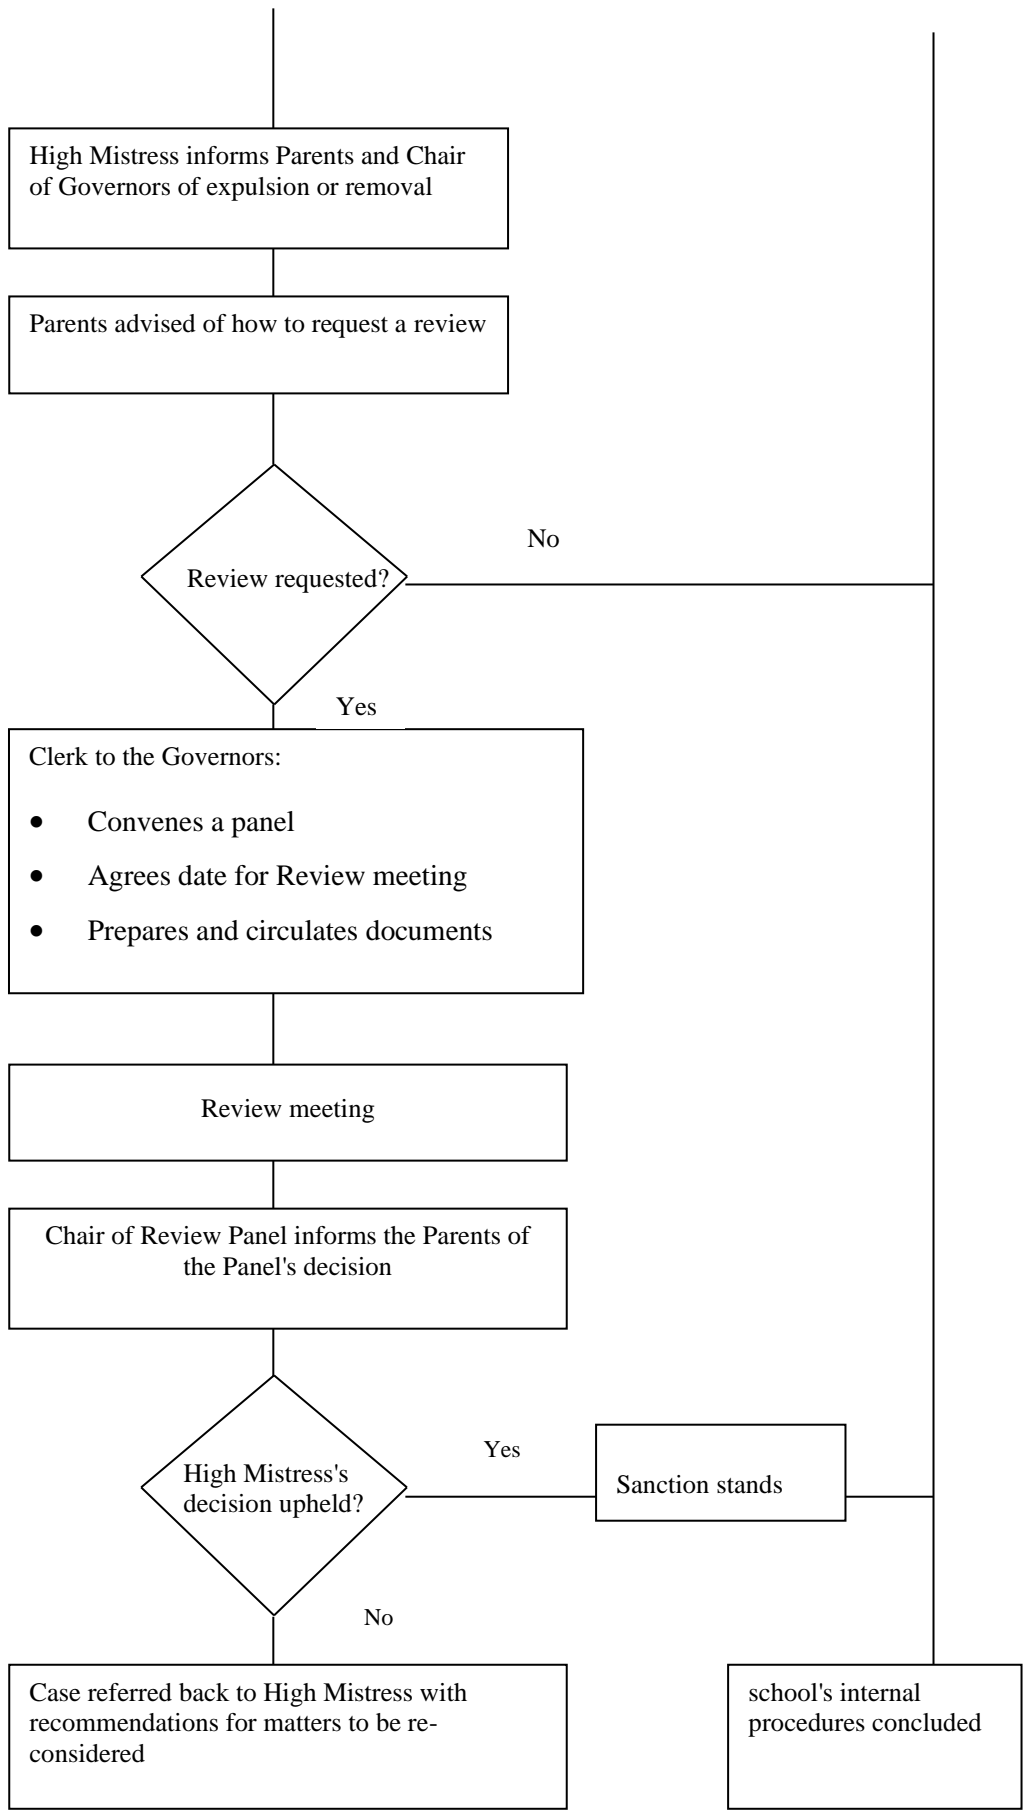 High Mistress informs Parents and Chair
of Governors of expulsion or removal
Parents advised of how to request a review
No
Review requested?
Yes
Clerk to the Governors:
• Convenes a panel
• Agrees date for Review meeting
• Prepares and circulates documents
Review meeting
Chair of Review Panel informs the Parents of
the Panel's decision
High Mistress's
decision upheld?
Yes
Sanction stands
No
Case referred back to High Mistress with
recommendations for matters to be re-
considered
school's internal
procedures concluded